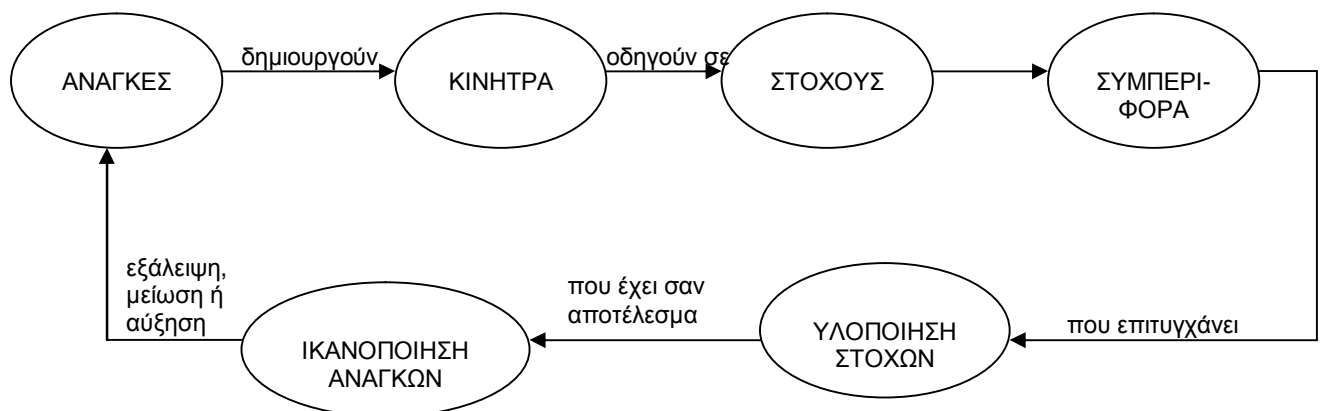 ΑΝΑΓΚΕΣ
δημιουργούν
ΚΙΝΗΤΡΑ
οδηγούν σε
ΣΤΟΧΟΥΣ
ΣΥΜΠΕΡΙ-
ΦΟΡΑ
που επιτυγχάνει
ΥΛΟΠΟΙΗΣΗ
ΣΤΟΧΩΝ
που έχει σαν
αποτέλεσμα
ΙΚΑΝΟΠΟΙΗΣΗ
ΑΝΑΓΚΩΝ
εξάλειψη,
μείωση ή
αύξηση